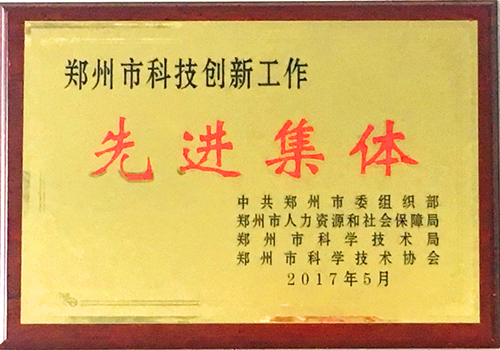 郑州市科技创新工作
先进集体
中共郑州市委组织部
郑州市人力资源和社会保障局
郑州市科学技术局
郑州市科学技术协会
2017年5月